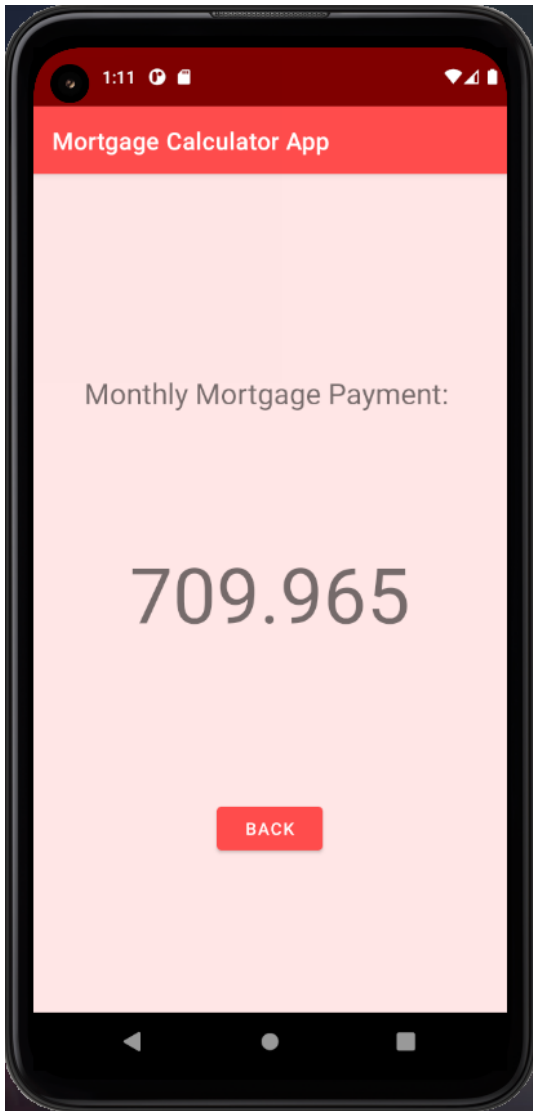 1:11
Mortgage Calculator App
Monthly Mortgage Payment:
709.965
BACK